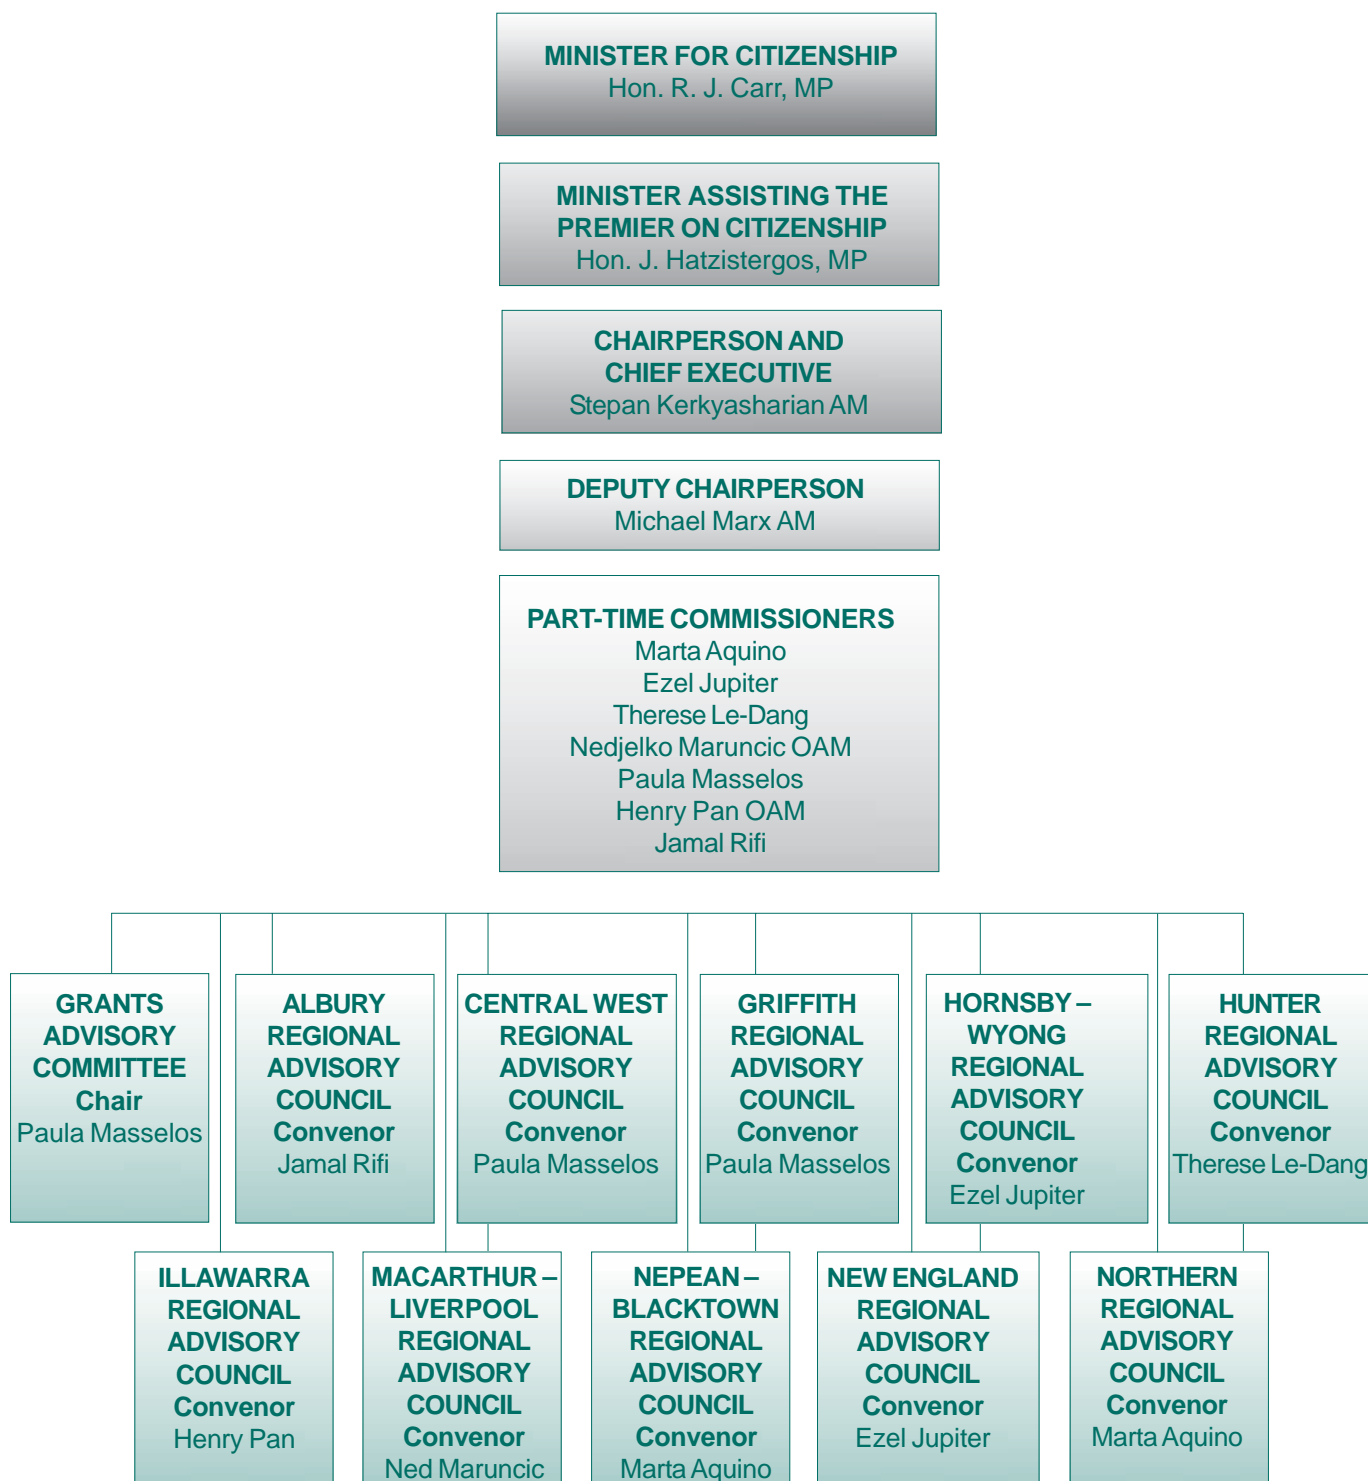 MINISTER FOR CITIZENSHIP
Hon. R. J. Carr, MP
MINISTER ASSISTING THE
PREMIER ON CITIZENSHIP
Hon. J. Hatzistergos, MP
CHAIRPERSON AND
CHIEF EXECUTIVE
Stepan Kerkyasharian AM
DEPUTY CHAIRPERSON
Michael Marx AM
PART-TIME COMMISSIONERS
Marta Aquino
Ezel Jupiter
Therese Le-Dang
Nedjelko Maruncic OAM
Paula Masselos
Henry Pan OAM
Jamal Rifi
GRANTS
ADVISORY
COMMITTEE
Chair
Paula Masselos
ALBURY
REGIONAL
ADVISORY
COUNCIL
Convenor
Jamal Rifi
CENTRAL WEST
REGIONAL
ADVISORY
COUNCIL
Convenor
Paula Masselos
GRIFFITH
REGIONAL
ADVISORY
COUNCIL
Convenor
Paula Masselos
HORNSBY –
WYONG
REGIONAL
ADVISORY
COUNCIL
Convenor
Ezel Jupiter
HUNTER
REGIONAL
ADVISORY
COUNCIL
Convenor
Therese Le-Dang
ILLAWARRA
REGIONAL
ADVISORY
COUNCIL
Convenor
Henry Pan
MACARTHUR –
LIVERPOOL
REGIONAL
ADVISORY
COUNCIL
Convenor
Ned Maruncic
NEPEAN –
BLACKTOWN
REGIONAL
ADVISORY
COUNCIL
Convenor
Marta Aquino
NEW ENGLAND
REGIONAL
ADVISORY
COUNCIL
Convenor
Ezel Jupiter
NORTHERN
REGIONAL
ADVISORY
COUNCIL
Convenor
Marta Aquino